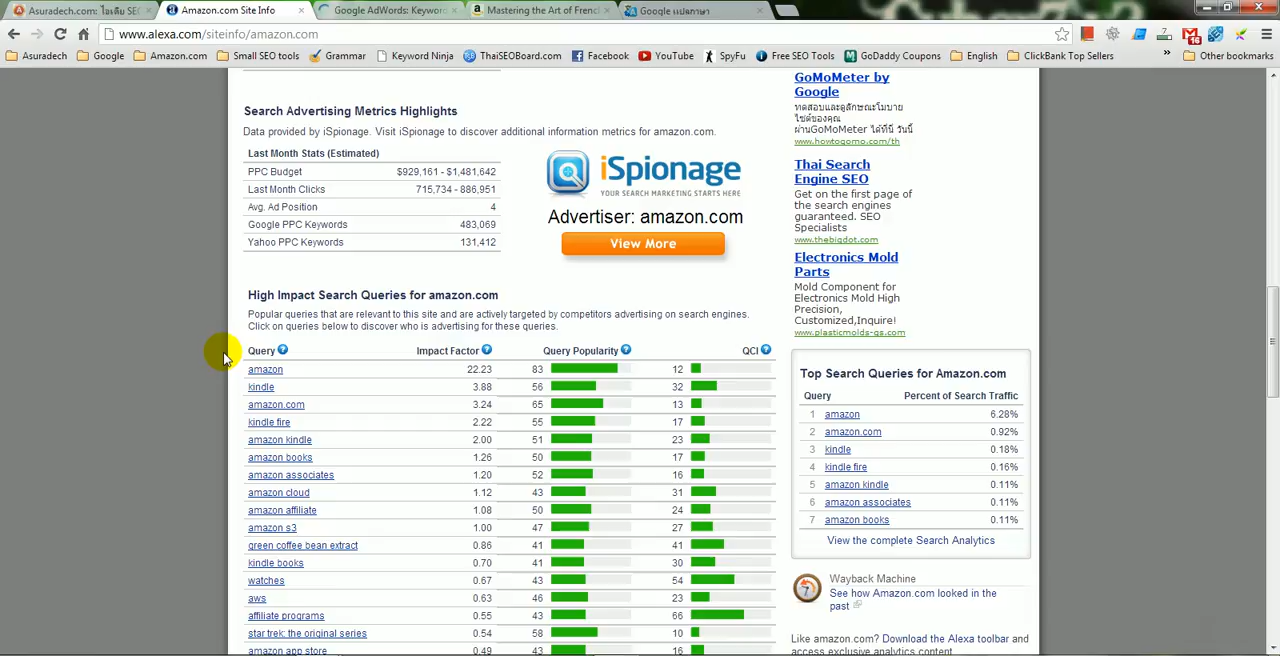 Asuradech.com: ไอเดีย SEO
Amazon.com Site Info
Google AdWords: Keyword
Mastering the Art of French
Google แปลภาษา
www.alexa.com/siteinfo/amazon.com
7
16
Asuradech
Google
Amazon.com
Small SEO tools
Grammar
Keyword Ninja
ThaiSEOBoard.com
Facebook
YouTube
SpyFu
Free SEO Tools
GoDaddy Coupons
English
ClickBank Top Sellers
»
Other bookmarks
Search Advertising Metrics Highlights
Data provided by iSpionage. Visit iSpionage to discover additional information metrics for amazon.com.
Last Month Stats (Estimated)
PPC Budget $929,161 - $1,481,642
Last Month Clicks 715,734 - 886,951
Avg. Ad Position 4
Google PPC Keywords 483,069
Yahoo PPC Keywords 131,412
iSpionage
YOUR SEARCH MARKETING STARTS HERE
Advertiser: amazon.com
View More
High Impact Search Queries for amazon.com
Popular queries that are relevant to this site and are actively targeted by competitors advertising on search engines.
Click on queries below to discover who is advertising for these queries.
Query ? Impact Factor ? Query Popularity ? QCI ?
amazon 22.23 83 12
kindle 3.88 56 32
amazon.com 3.24 65 13
kindle fire 2.22 55 17
amazon kindle 2.00 51 23
amazon books 1.26 50 17
amazon associates 1.20 52 16
amazon cloud 1.12 43 31
amazon affiliate 1.08 50 24
amazon s3 1.00 47 27
green coffee bean extract 0.86 41 41
kindle books 0.70 41 30
watches 0.67 43 54
aws 0.63 46 23
affiliate programs 0.55 43 66
star trek: the original series 0.54 58 10
amazon app store 0.49 43 16
GoMoMeter by
Google
ทดสอบและดูลักษณะโมบาย
ไซต์ของคุณ
ผ่านGoMoMeter ได้ที่นี่ วันนี้
www.howtogomo.com/th
Thai Search
Engine SEO
Get on the first page of
the search engines
guaranteed. SEO
Specialists
www.thebigdot.com
Electronics Mold
Parts
Mold Component for
Electronics Mold High
Precision,
Customized,Inquire!
www.plasticmolds-qs.com
Top Search Queries for Amazon.com
Query Percent of Search Traffic
1 amazon 6.28%
2 amazon.com 0.92%
3 kindle 0.18%
4 kindle fire 0.16%
5 amazon kindle 0.11%
6 amazon associates 0.11%
7 amazon books 0.11%
View the complete Search Analytics
Wayback Machine
See how Amazon.com looked in the
past
Like amazon.com? Download the Alexa toolbar and
access exclusive analytics content.